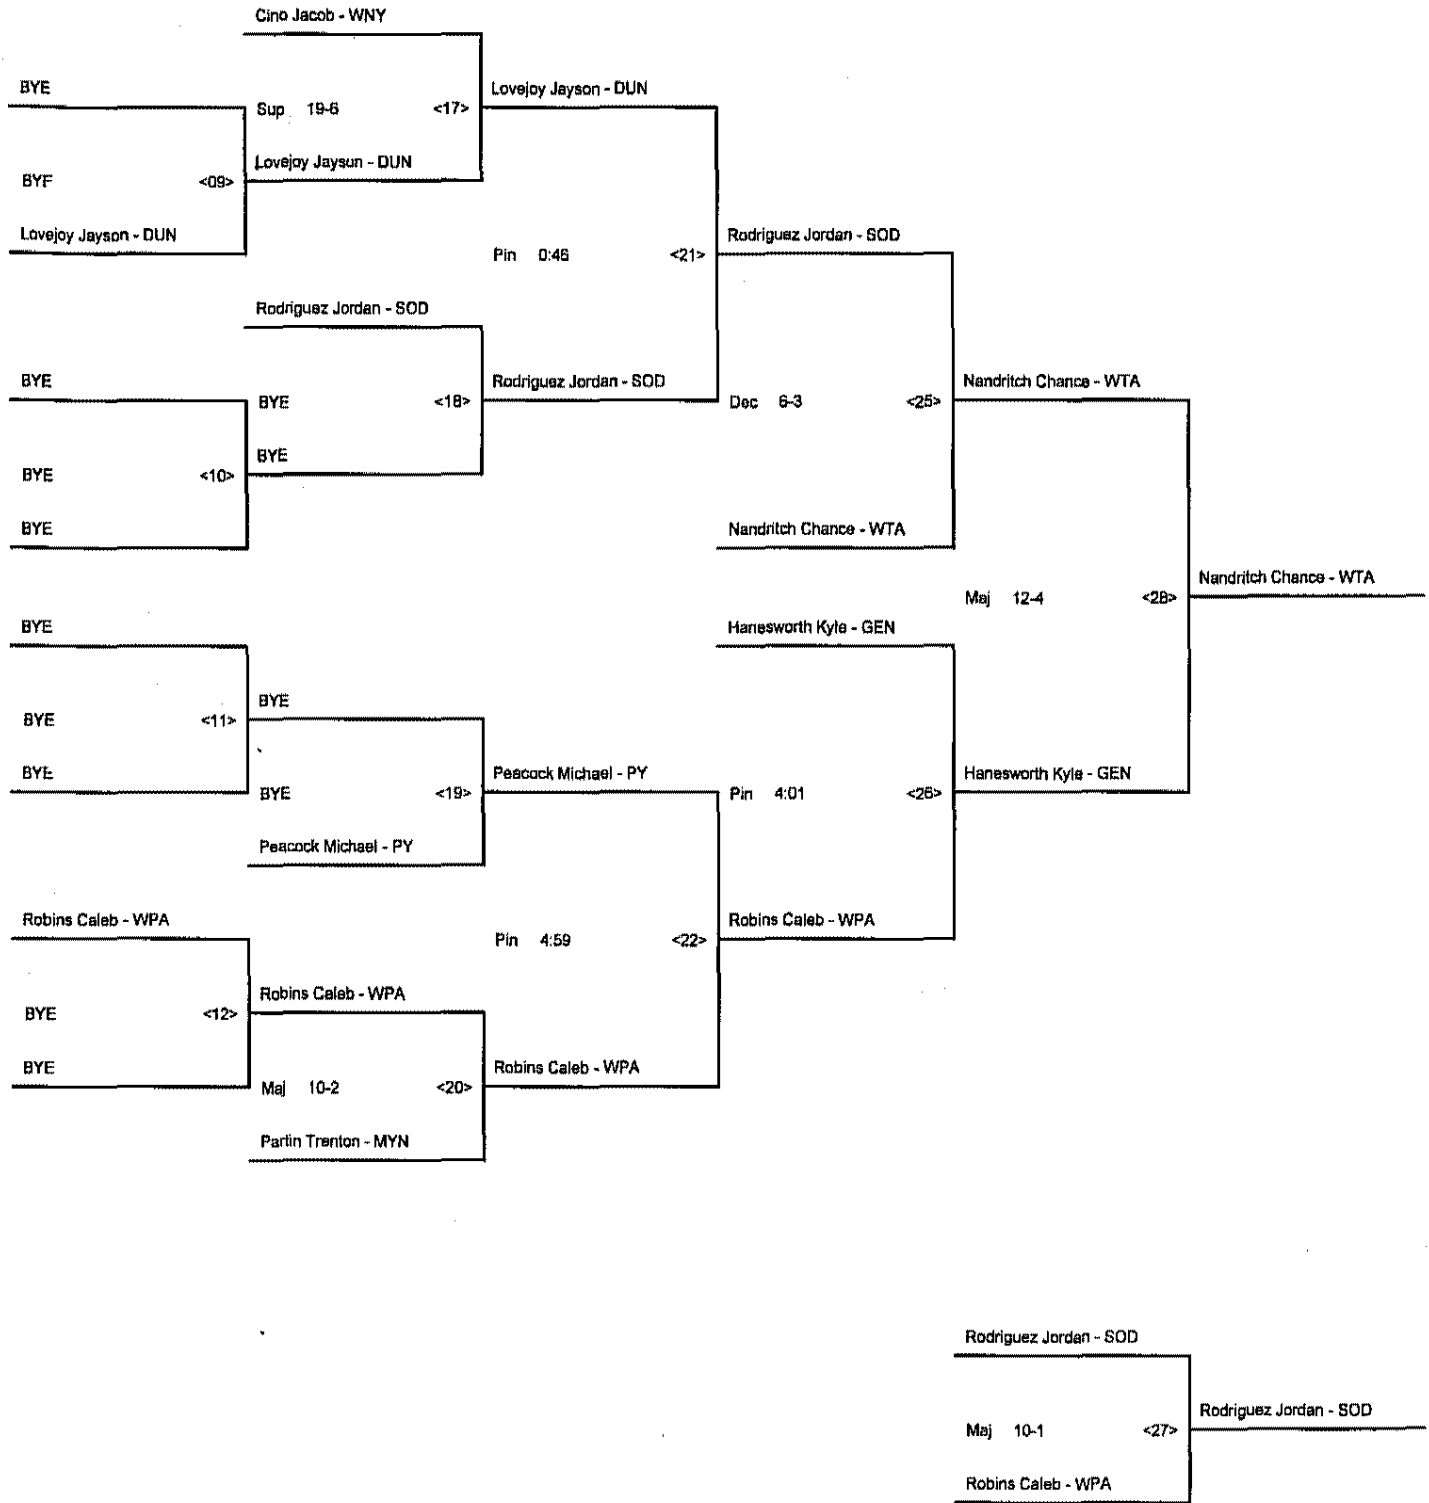 Cino Jacob - WNY
BYE
Sup 19-6 <17>
Lovejoy Jayson - DUN
BYF <09>
Lovejoy Jaysun - DUN
Lovejoy Jayson - DUN
Pin 0:46 <21>
Rodriguez Jordan - SOD
Rodriguez Jordan - SOD
BYE
BYE <18>
Rodriguez Jordan - SOD
Dec 6-3 <25>
Nandritch Chance - WTA
BYE <10>
BYE
BYE
Nandritch Chance - WTA
Maj 12-4 <28>
Nandritch Chance - WTA
BYE
Hanesworth Kyle - GEN
BYE <11>
BYE
BYE
BYE <19>
Peacock Michael - PY
Pin 4:01 <26>
Hanesworth Kyle - GEN
Peacock Michael - PY
Robins Caleb - WPA
Pin 4:59 <22>
Robins Caleb - WPA
BYE <12>
Robins Caleb - WPA
BYE
Maj 10-2 <20>
Robins Caleb - WPA
Partin Trenton - MYN
Rodriguez Jordan - SOD
Maj 10-1 <27>
Rodriguez Jordan - SOD
Robins Caleb - WPA